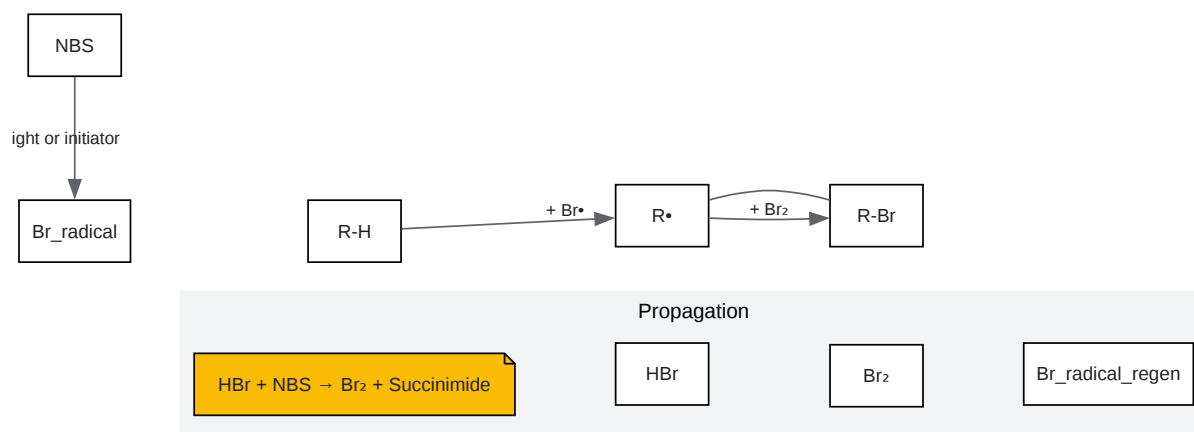 NBS
ight or initiator
Br_radical
R-H
+ Br•
R•
+ Br₂
R-Br
Propagation
HBr + NBS → Br₂ + Succinimide
HBr
Br₂
Br_radical_regen